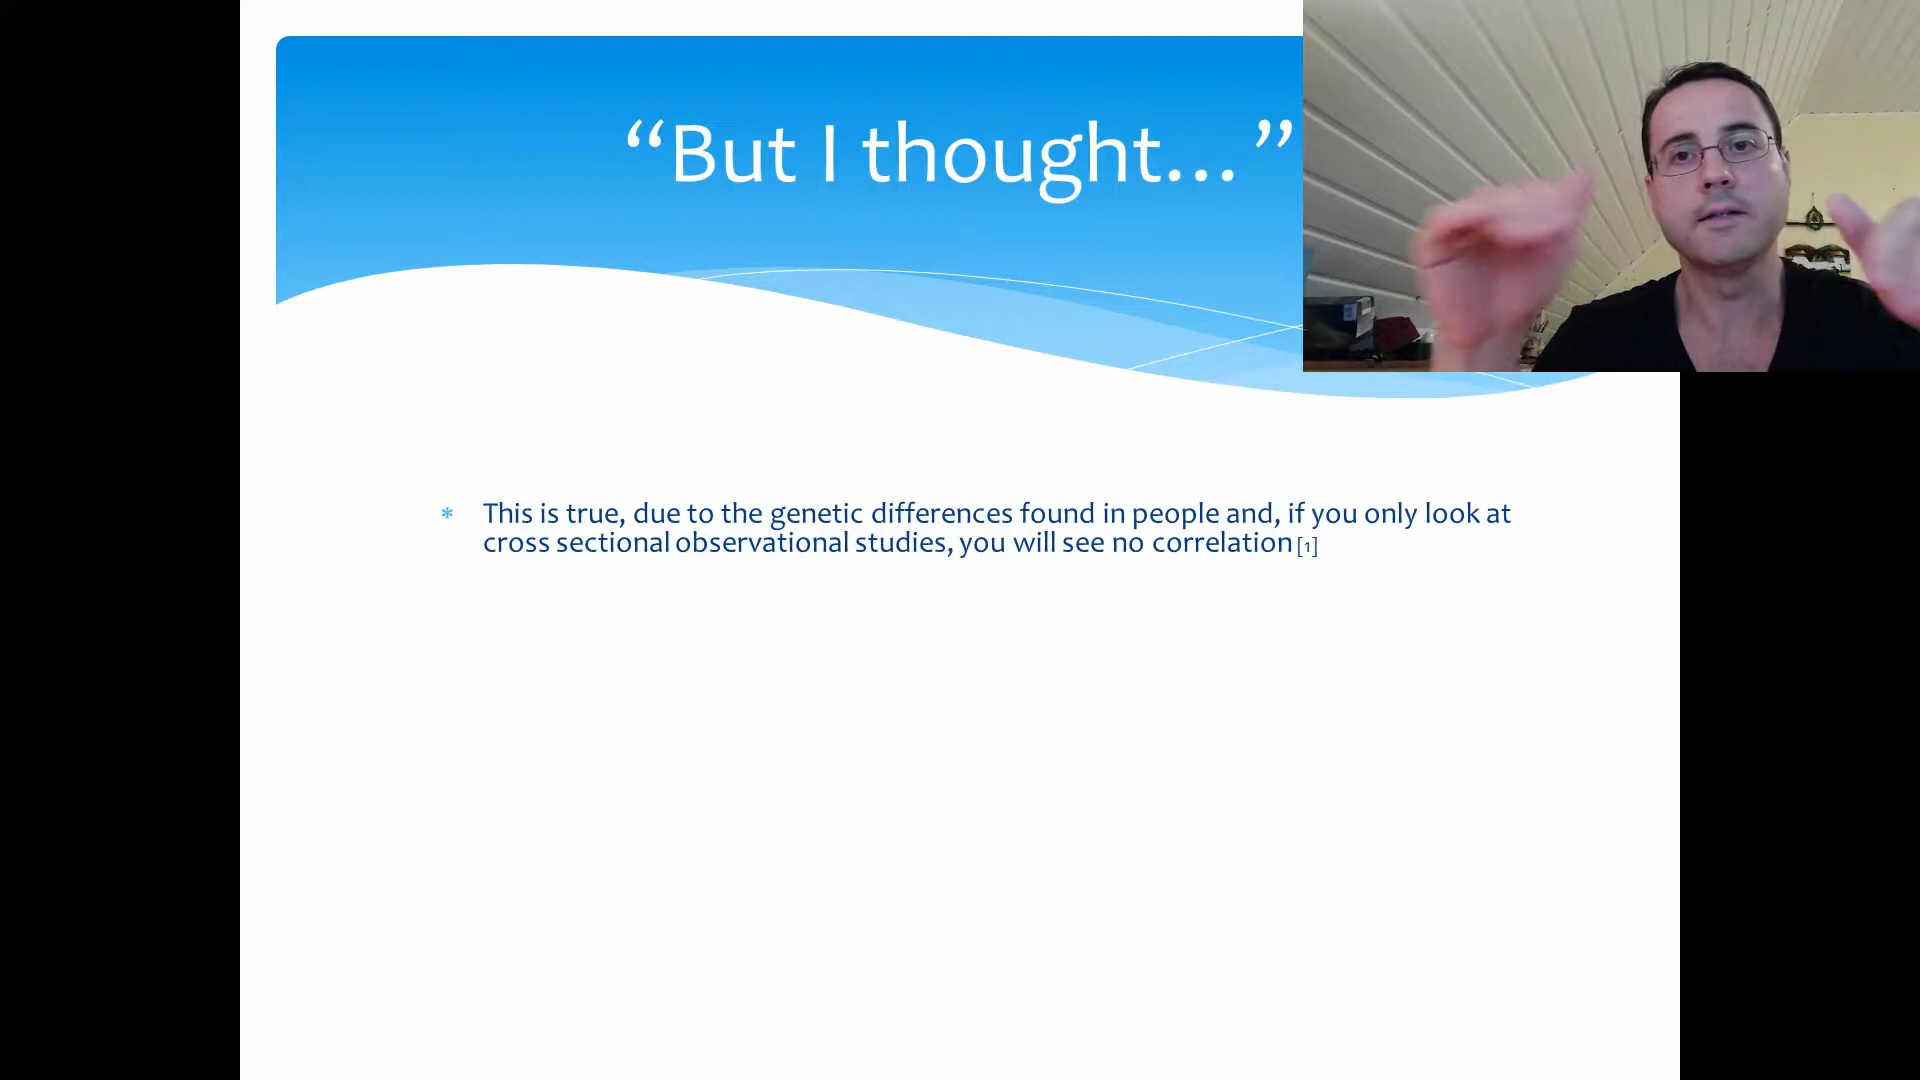 “But I thought… ”
* This is true, due to the genetic differences found in people and, if you only look at
cross sectional observational studies, you will see no correlation [1]